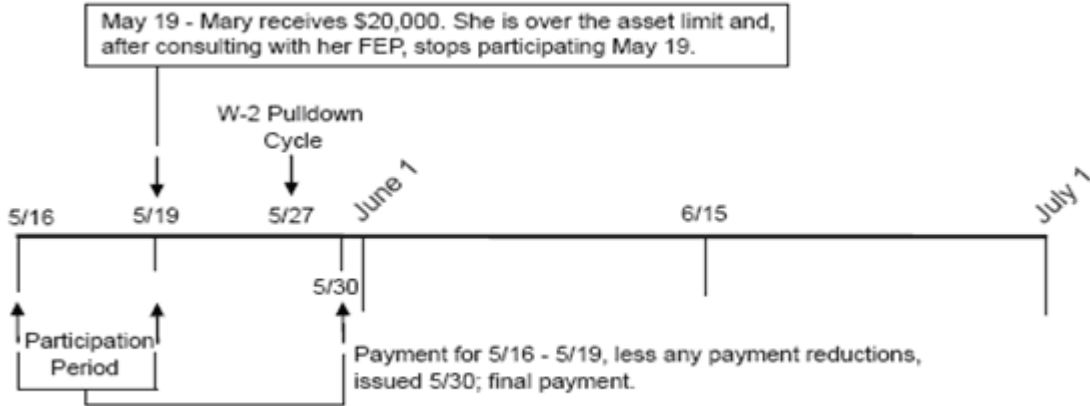 May 19 - Mary receives $20,000. She is over the asset limit and,
after consulting with her FEP, stops participating May 19.
W-2 Pulldown
Cycle
5/16
5/19
5/27
June 1
6/15
July 1
5/30
Participation
Period
Payment for 5/16 - 5/19, less any payment reductions,
issued 5/30; final payment.